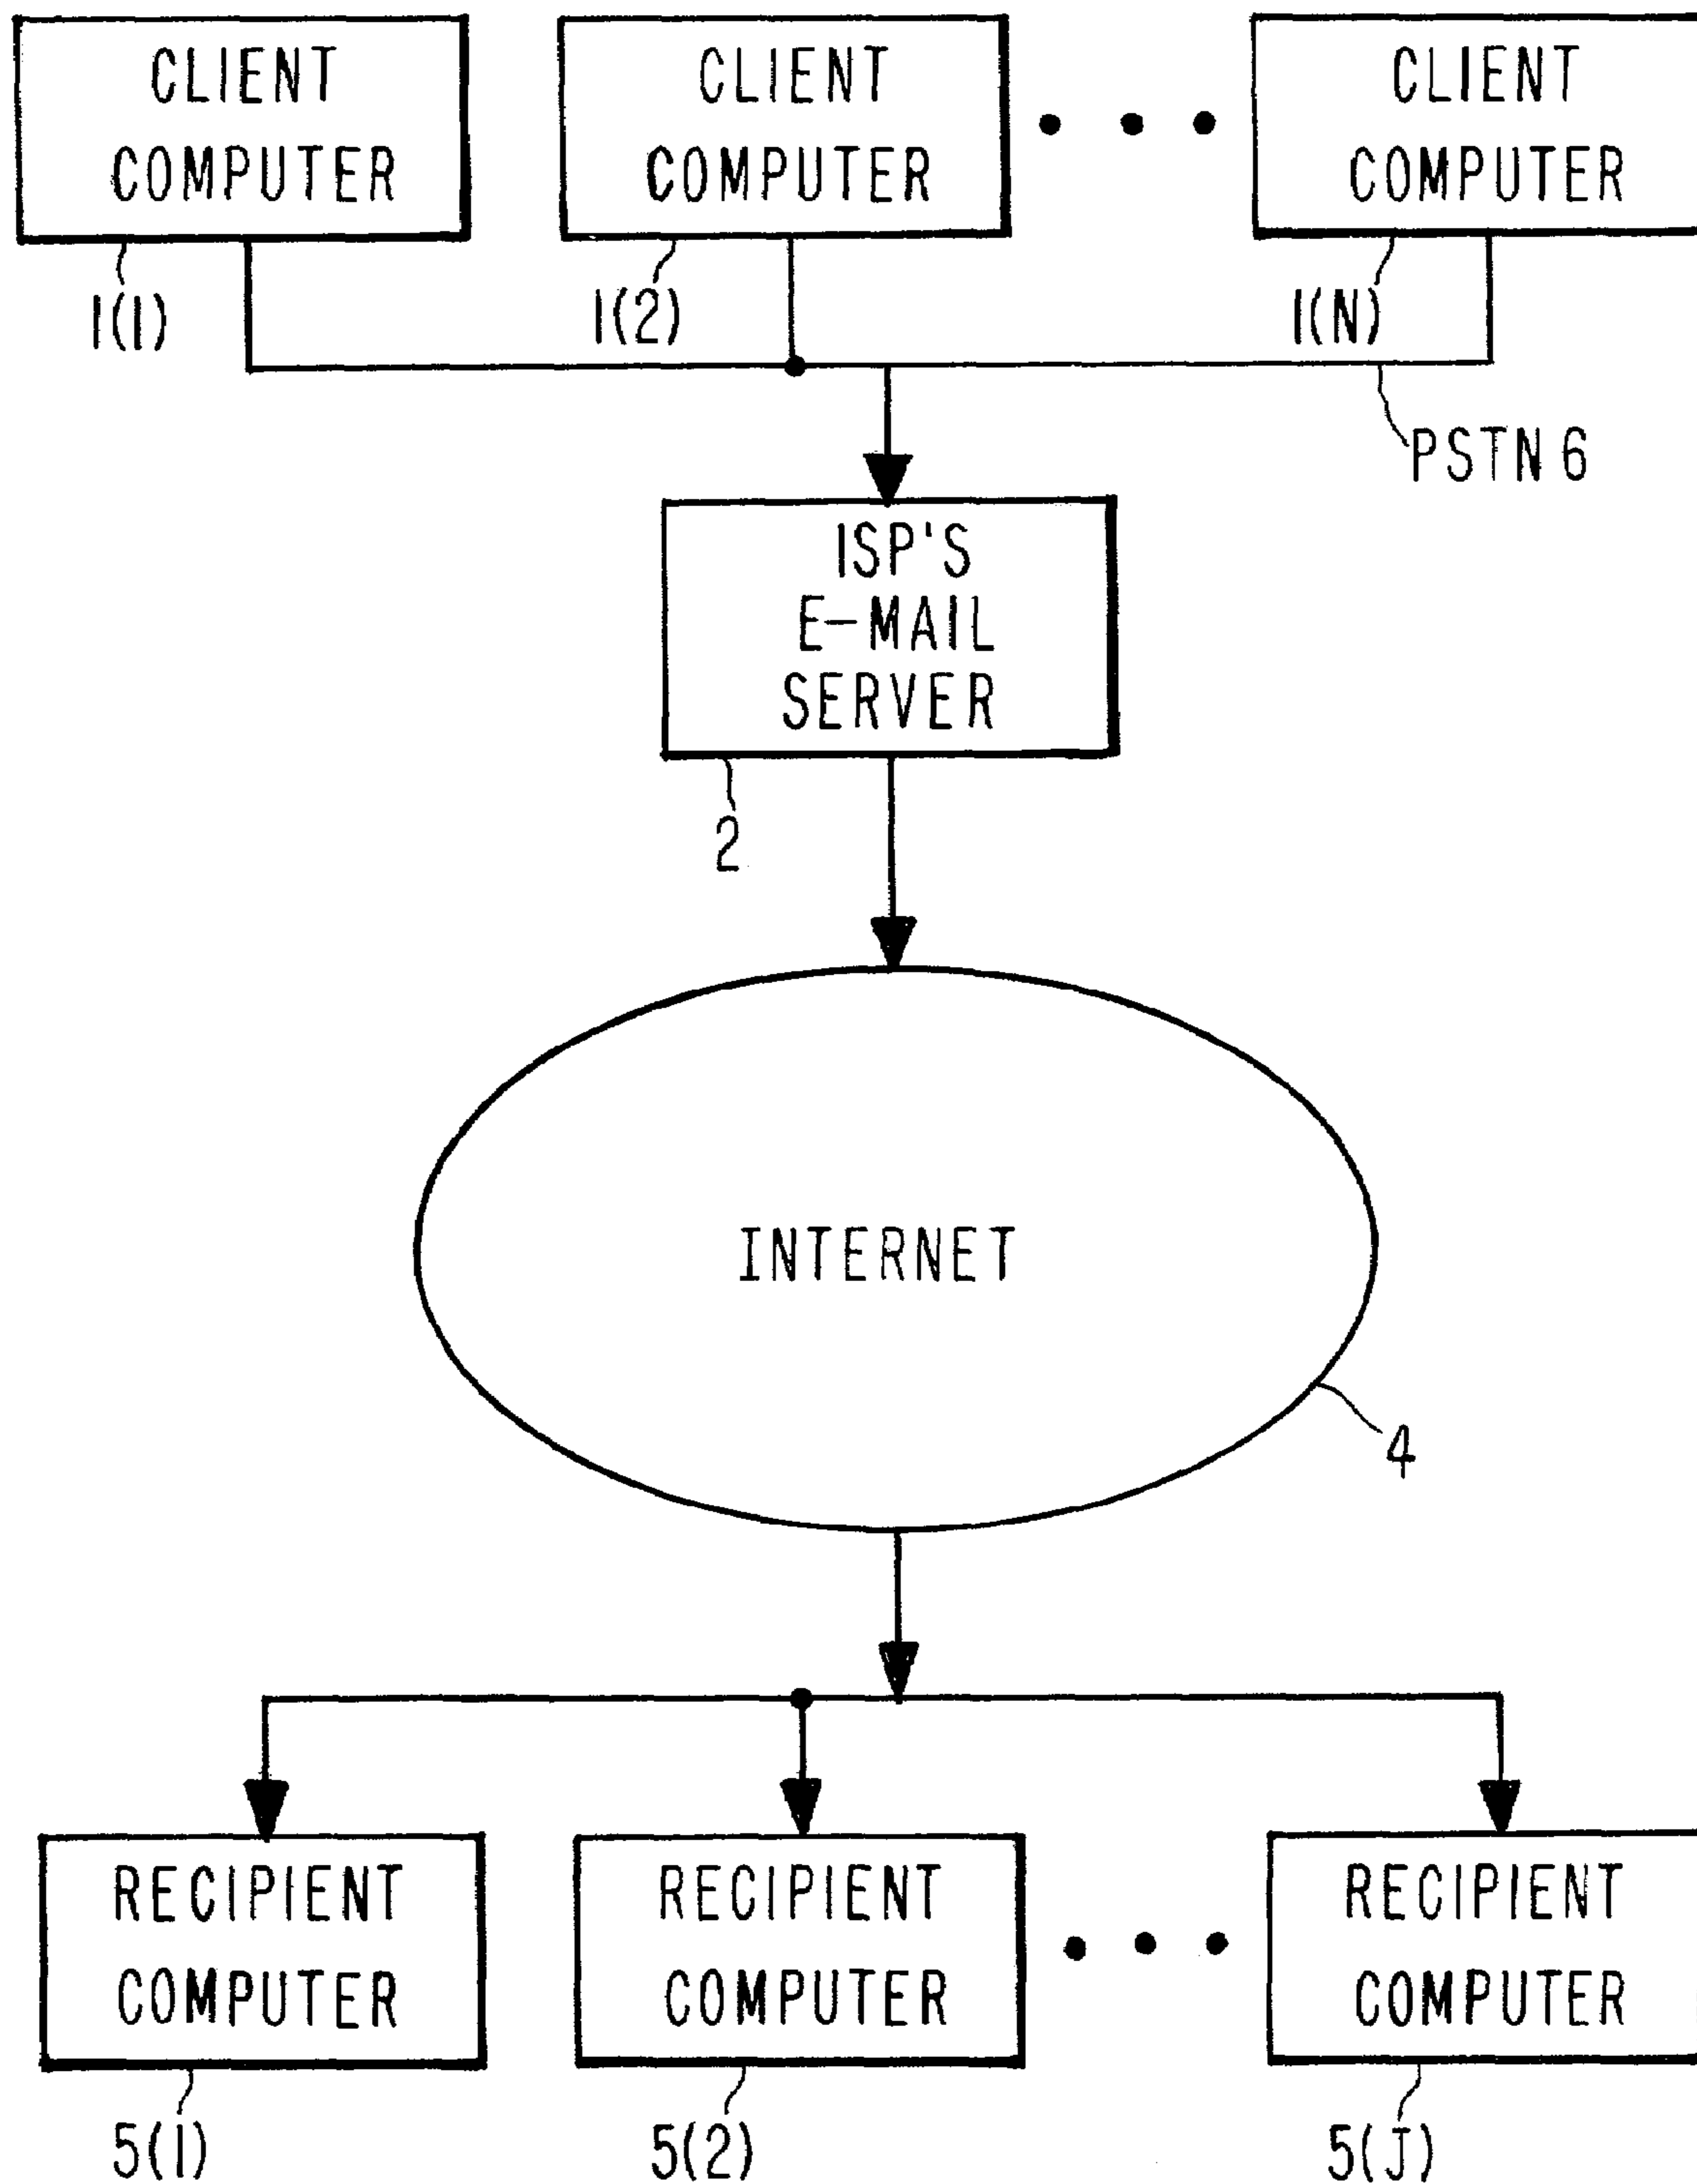 CLIENT
COMPUTER
CLIENT
COMPUTER
CLIENT
COMPUTER
1(1)
1(2)
1(N)
PSTN 6
ISP'S
E-MAIL
SERVER
2
INTERNET
4
RECIPIENT
COMPUTER
RECIPIENT
COMPUTER
RECIPIENT
COMPUTER
5(1)
5(2)
5(J)